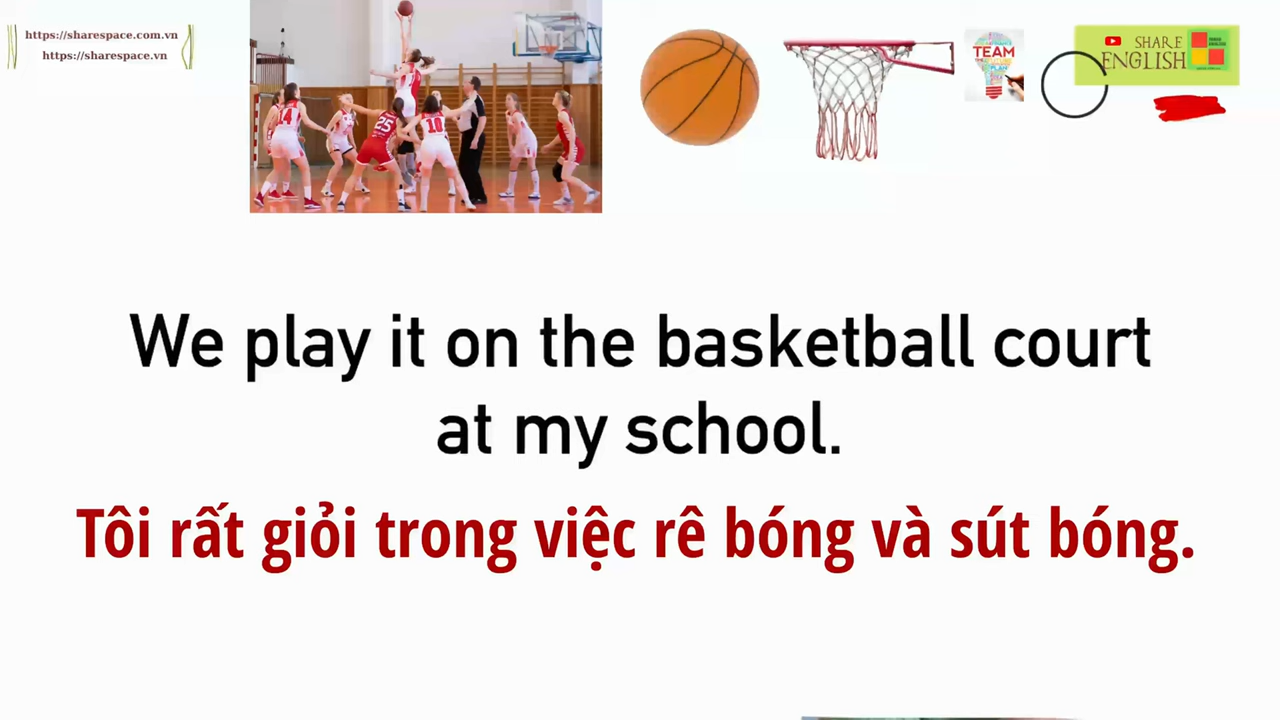 https://sharespace.com.vn
https://sharespace.vn
14
25
10
TEAM
PLAN
SHARE
ENGLISH
We play it on the basketball court
at my school.
Tôi rất giỏi trong việc rê bóng và sút bóng.